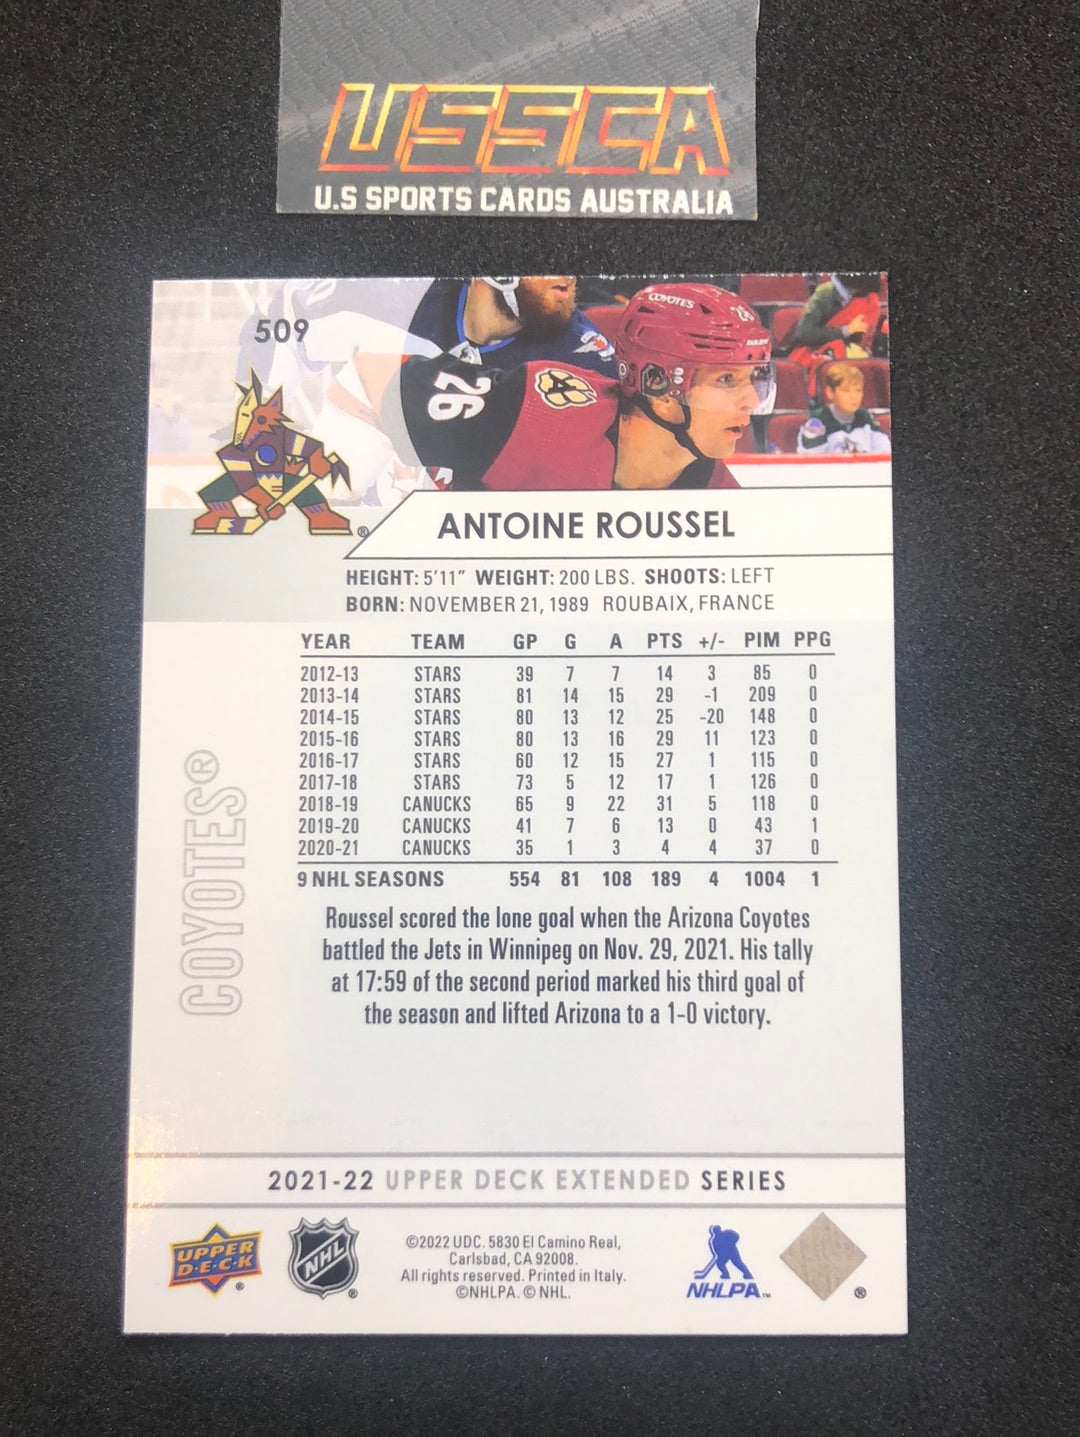 USSCA
U.S SPORTS CARDS AUSTRALIA
509
COYOTES
26
26
ANTOINE ROUSSEL
HEIGHT: 5'11" WEIGHT: 200 LBS. SHOOTS: LEFT
BORN: NOVEMBER 21, 1989 ROUBAIX, FRANCE
YEAR TEAM GP G A PTS +/- PIM PPG
2012-13 STARS 39 7 7 14 3 85 0
2013-14 STARS 81 14 15 29 -1 209 0
2014-15 STARS 80 13 12 25 -20 148 0
2015-16 STARS 80 13 16 29 11 123 0
2016-17 STARS 60 12 15 27 1 115 0
2017-18 STARS 73 5 12 17 1 126 0
2018-19 CANUCKS 65 9 22 31 5 118 0
2019-20 CANUCKS 41 7 6 13 0 43 1
2020-21 CANUCKS 35 1 3 4 4 37 0
9 NHL SEASONS 554 81 108 189 4 1004 1
COYOTES®
Roussel scored the lone goal when the Arizona Coyotes
battled the Jets in Winnipeg on Nov. 29, 2021. His tally
at 17:59 of the second period marked his third goal of
the season and lifted Arizona to a 1-0 victory.
2021-22 UPPER DECK EXTENDED SERIES
UPPER
D·E·C·K
®
NHL
®
©2022 UDC. 5830 El Camino Real,
Carlsbad, CA 92008.
All rights reserved. Printed in Italy.
©NHLPA. © NHL.
NHLPA™
®